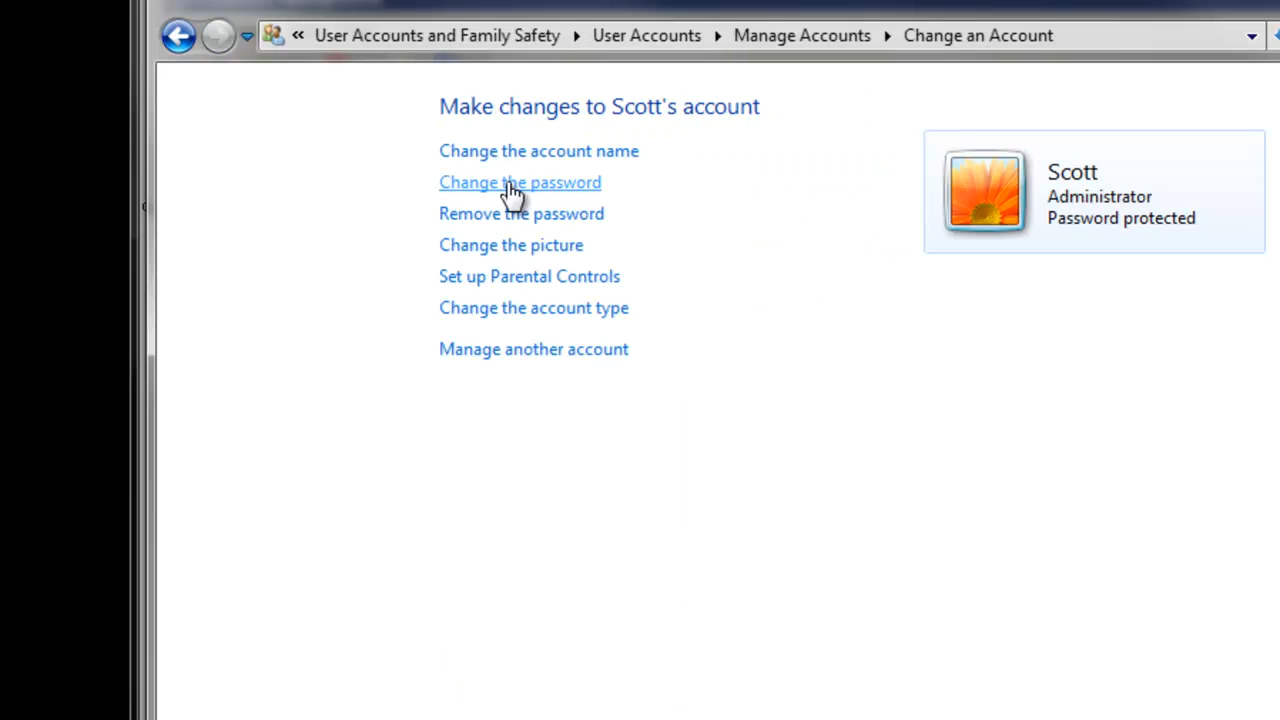 « User Accounts and Family Safety User Accounts Manage Accounts Change an Account
Make changes to Scott's account
Change the account name
Change the password
Remove the password
Change the picture
Set up Parental Controls
Change the account type
Manage another account
Scott
Administrator
Password protected